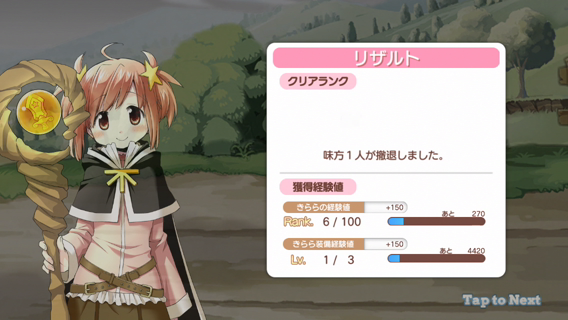 リザルト
クリアランク
味方1人が撤退しました。
獲得経験値
きららの経験値 +150
あと 270
Rank. 6 / 100
きらら装備経験値 +150
あと 4420
Lv. 1 / 3
Tap to Next